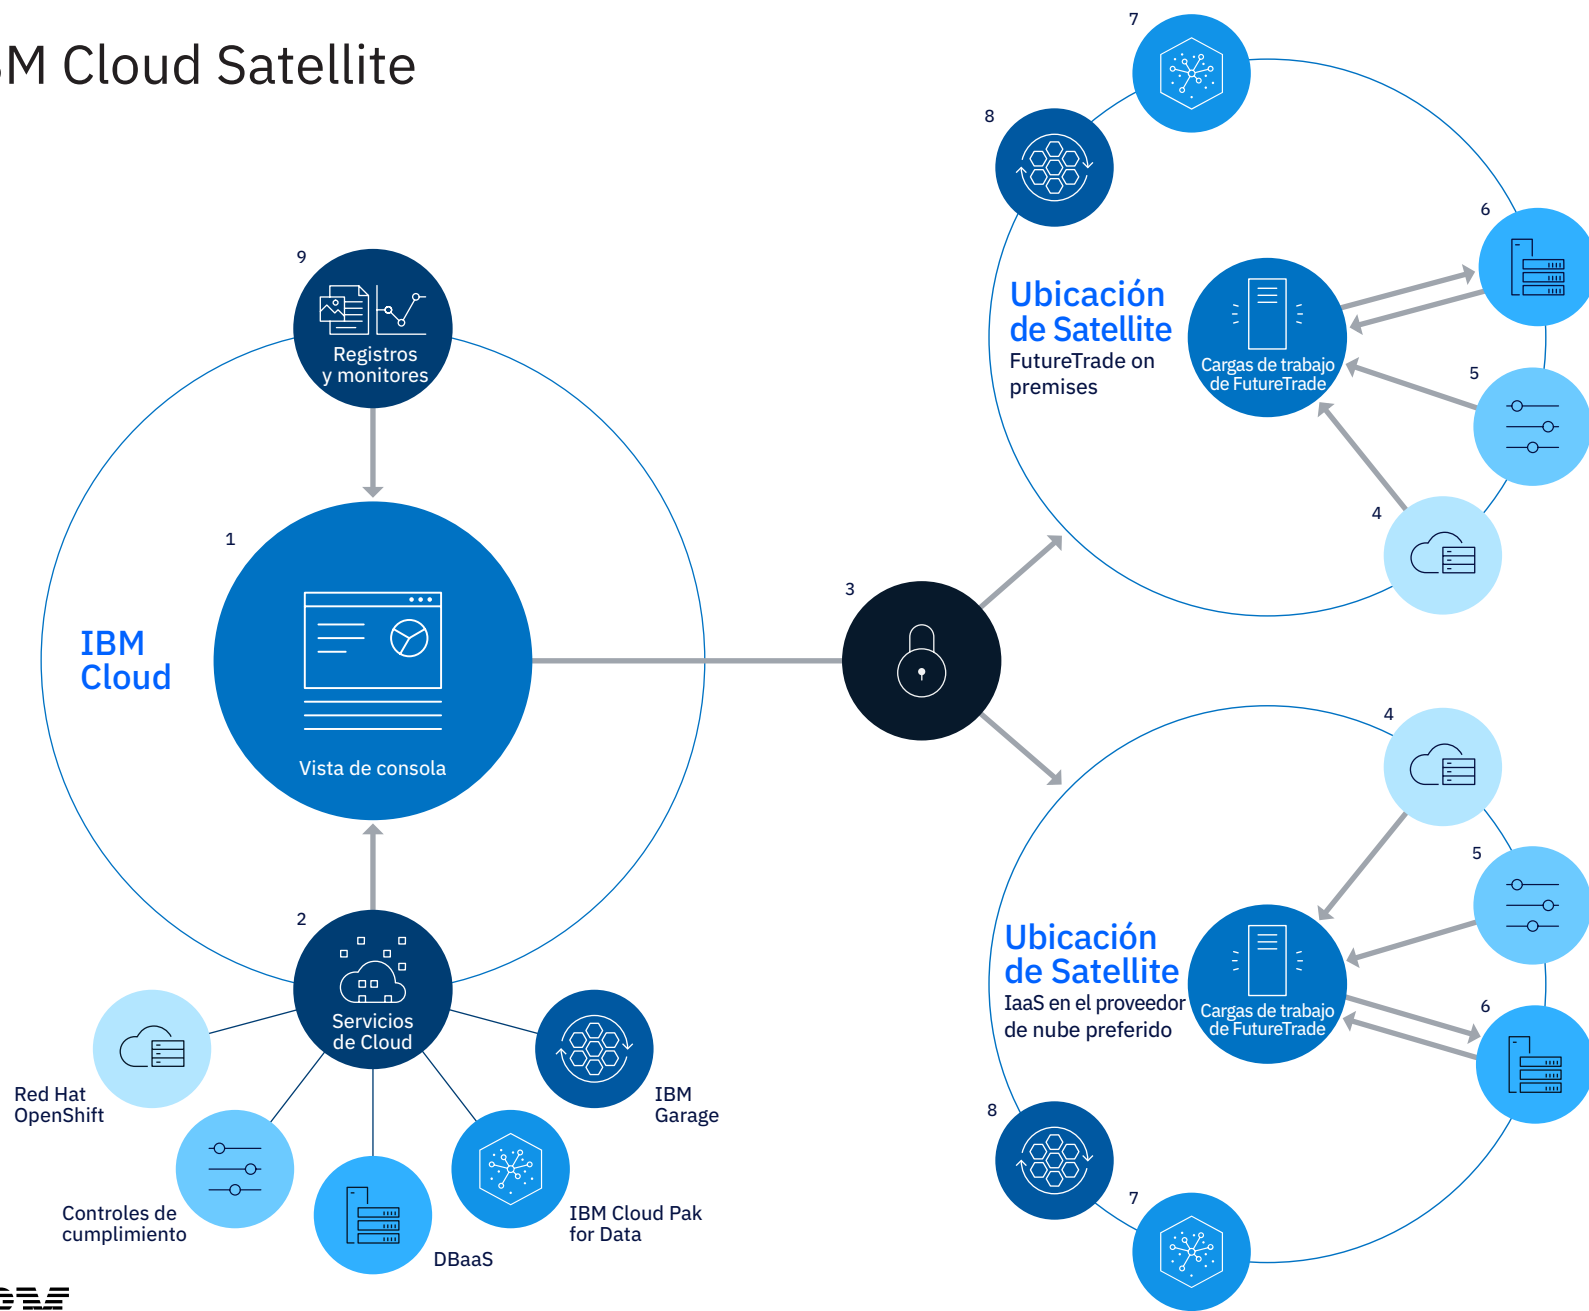 M Cloud Satellite
7
8
6
Ubicación
de Satellite
FutureTrade on
premises
Cargas de trabajo
de FutureTrade
5
4
9
Registros
y monitores
1
IBM
Cloud
Vista de consola
3
2
Servicios
de Cloud
Red Hat
OpenShift
Controles de
cumplimiento
DBaaS
IBM Cloud Pak
for Data
IBM
Garage
4
5
Ubicación
de Satellite
IaaS en el proveedor
de nube preferido
Cargas de trabajo
de FutureTrade
6
8
7